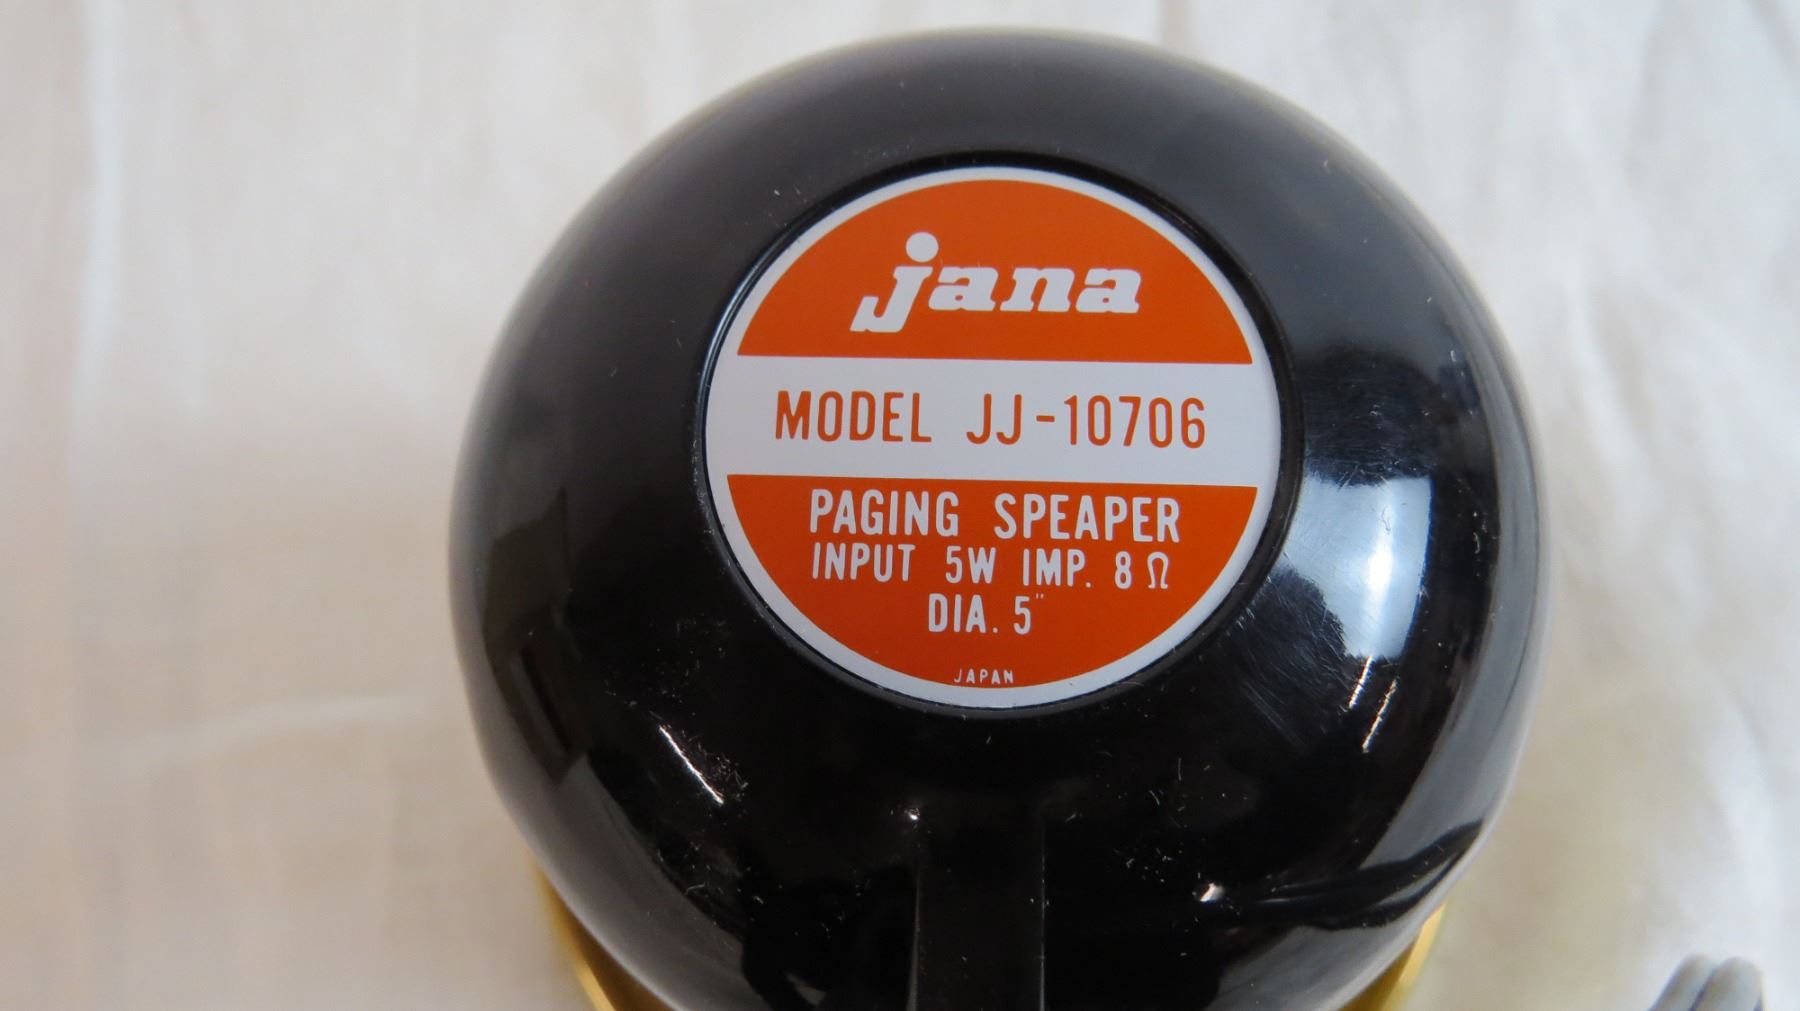 jana
MODEL JJ-10706
PAGING SPEAPER
INPUT 5W IMP. 8 Ω
DIA. 5"
JAPAN